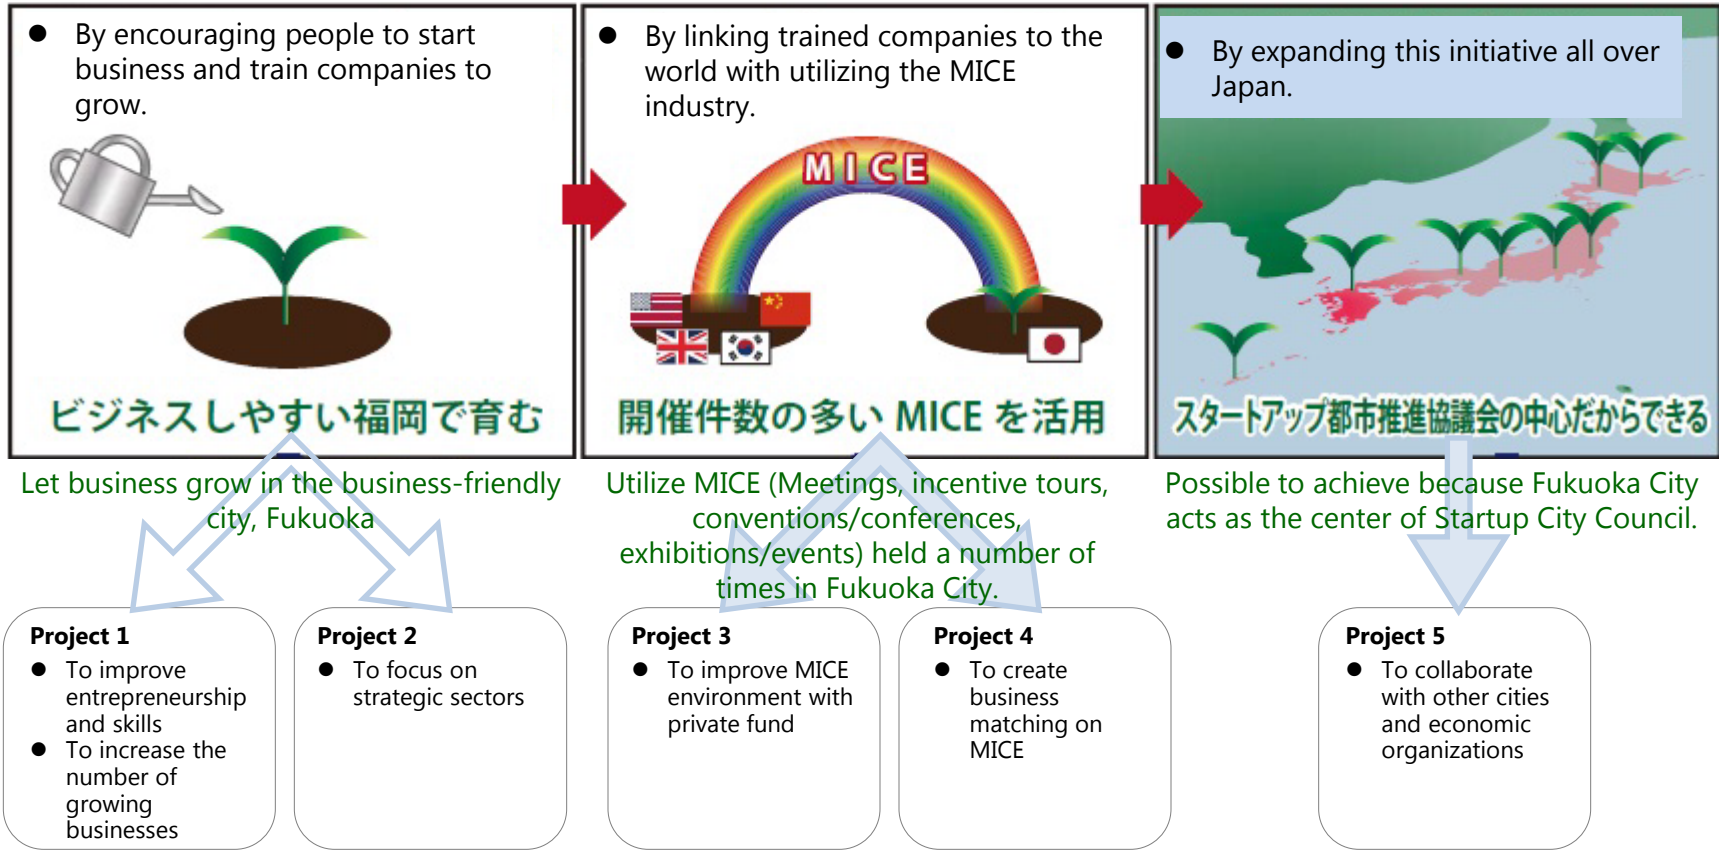 ● By encouraging people to start
business and train companies to
grow.
ビジネスしやすい福岡で育む
Let business grow in the business-friendly
city, Fukuoka
● By linking trained companies to the
world with utilizing the MICE
industry.
MICE
開催件数の多い MICE を活用
Utilize MICE (Meetings, incentive tours,
conventions/conferences,
exhibitions/events) held a number of
times in Fukuoka City.
● By expanding this initiative all over
Japan.
スタートアップ都市推進協議会の中心だからできる
Possible to achieve because Fukuoka City
acts as the center of Startup City Council.
Project 1
● To improve
entrepreneurship
and skills
● To increase the
number of
growing
businesses
Project 2
● To focus on
strategic sectors
Project 3
● To improve MICE
environment with
private fund
Project 4
● To create
business
matching on
MICE
Project 5
● To collaborate
with other cities
and economic
organizations